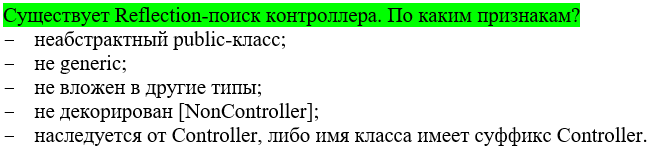 Существует Reflection-поиск контроллера. По каким признакам?
– неабстрактный public-класс;
– не generic;
– не вложен в другие типы;
– не декорирован [NonController];
– наследуется от Controller, либо имя класса имеет суффикс Controller.